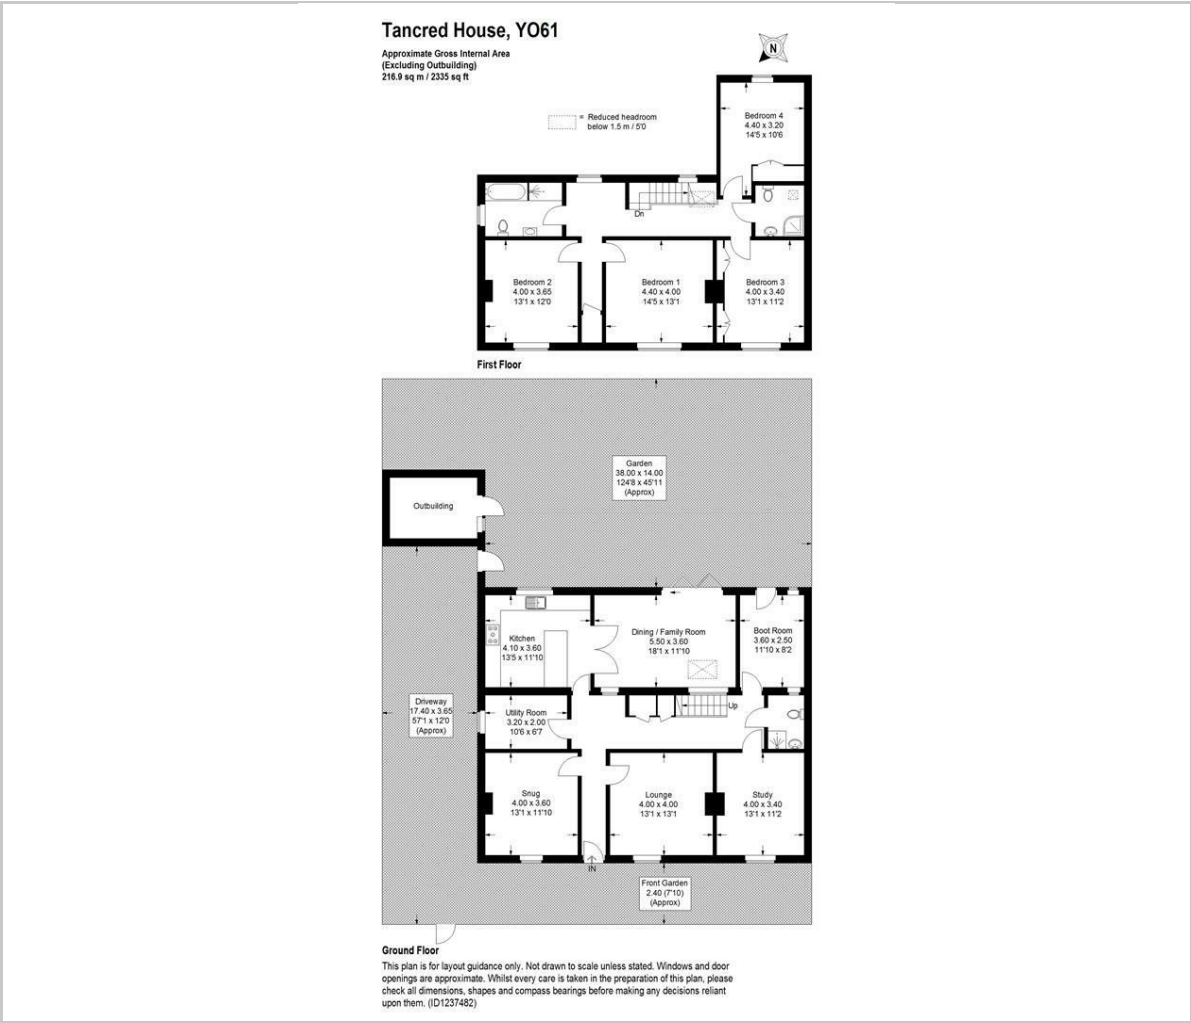 Tancred House, YO61
Approximate Gross Internal Area
(Excluding Outbuilding)
216.9 sq m / 2335 sq ft
N
= Reduced headroom
below 1.5 m / 5'0
Bedroom 4
4.40 x 3.20
14'5 x 10'6
Dn
Bedroom 2
4.00 x 3.65
13'1 x 12'0
Bedroom 1
4.40 x 4.00
14'5 x 13'1
Bedroom 3
4.00 x 3.40
13'1 x 11'2
First Floor
Garden
38.00 x 14.00
124'8 x 45'11
(Approx)
Outbuilding
Kitchen
4.10 x 3.60
13'5 x 11'10
Dining / Family Room
5.50 x 3.60
18'1 x 11'10
Boot Room
3.60 x 2.50
11'10 x 8'2
Driveway
17.40 x 3.65
57'1 x 12'0
(Approx)
Utility Room
3.20 x 2.00
10'6 x 6'7
Up
Snug
4.00 x 3.60
13'1 x 11'10
Lounge
4.00 x 4.00
13'1 x 13'1
Study
4.00 x 3.40
13'1 x 11'2
IN
Front Garden
2.40 (7'10)
(Approx)
Ground Floor
This plan is for layout guidance only. Not drawn to scale unless stated. Windows and door
openings are approximate. Whilst every care is taken in the preparation of this plan, please
check all dimensions, shapes and compass bearings before making any decisions reliant
upon them. (ID1237482)